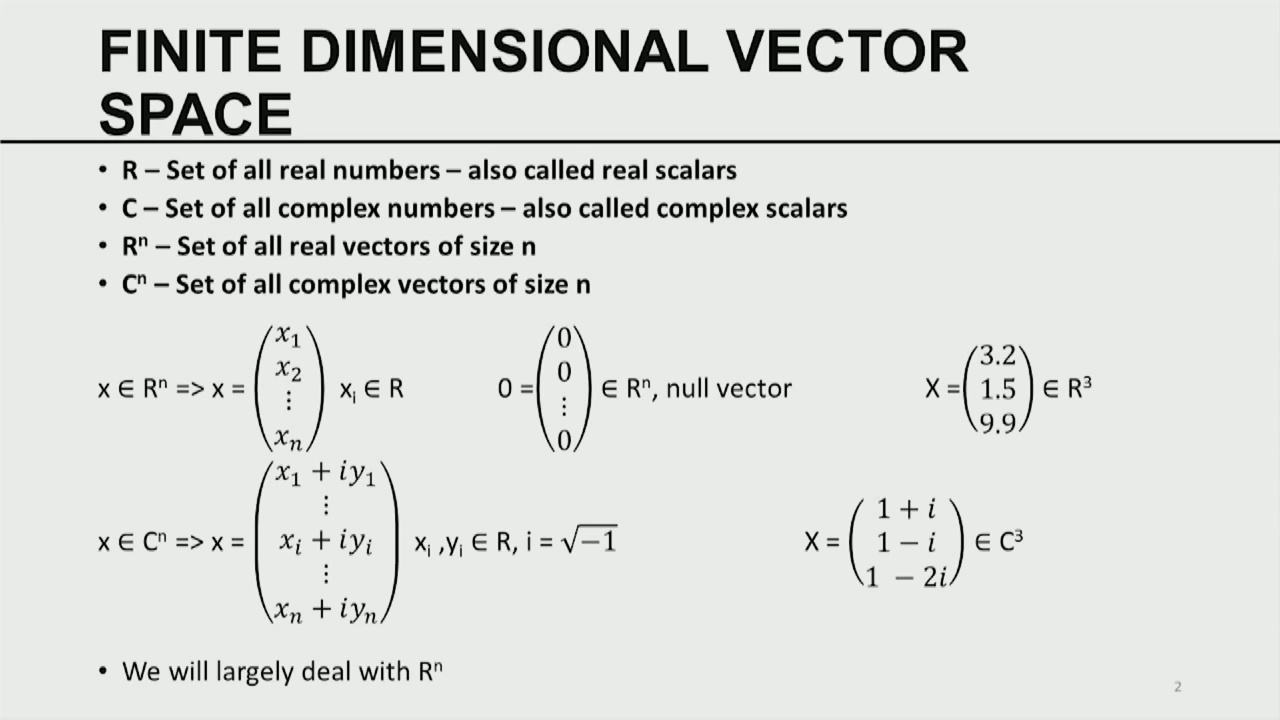 FINITE DIMENSIONAL VECTOR
SPACE
• R – Set of all real numbers – also called real scalars
• C – Set of all complex numbers – also called complex scalars
• Rⁿ – Set of all real vectors of size n
• Cⁿ – Set of all complex vectors of size n
x ∈ Rⁿ => x = (x₁ x₂ ⋮ xₙ) xᵢ ∈ R 0 = (0 0 ⋮ 0) ∈ Rⁿ, null vector X = (3.2 1.5 9.9) ∈ R³
x ∈ Cⁿ => x = (x₁ + iy₁ ⋮ xᵢ + iyᵢ ⋮ xₙ + iyₙ) xᵢ ,yᵢ ∈ R, i = √−1 X = (1 + i 1 − i 1 − 2i) ∈ C³
• We will largely deal with Rⁿ
2